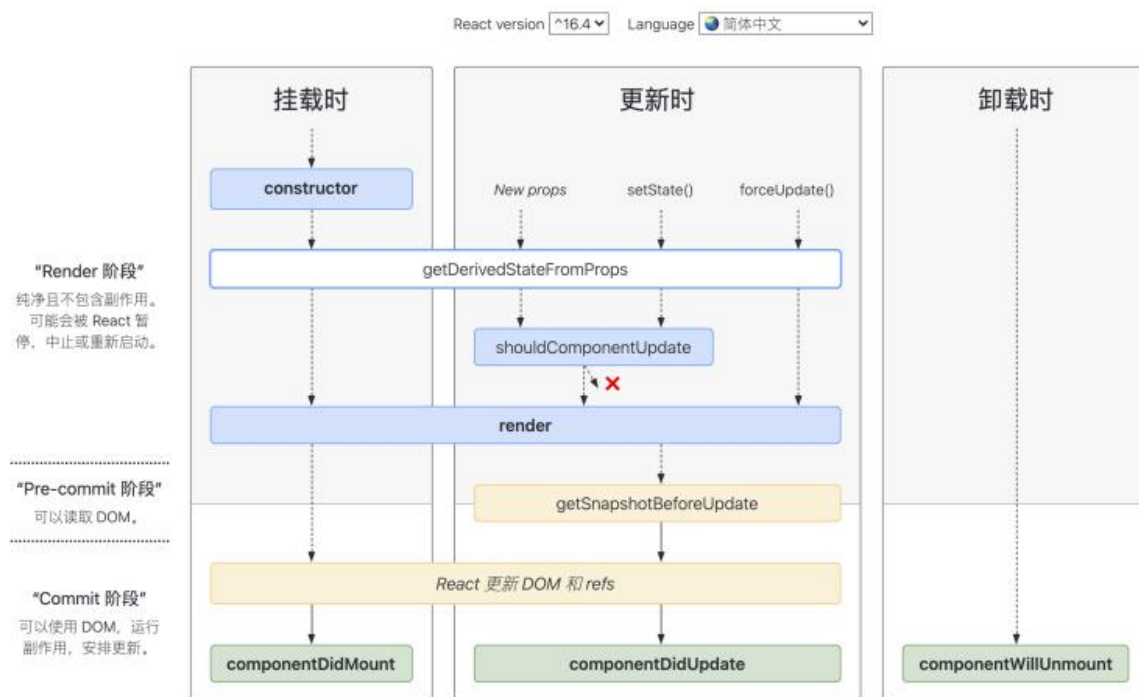 React version ^16.4 Language 简体中文
挂载时 更新时 卸载时
constructor
New props setState() forceUpdate()
getDerivedStateFromProps
“Render 阶段”
纯净且不包含副作用。
可能会被 React 暂
停，中止或重新启动。
shouldComponentUpdate
render
“Pre-commit 阶段”
可以读取 DOM。
getSnapshotBeforeUpdate
React 更新 DOM 和 refs
“Commit 阶段”
可以使用 DOM，运行
副作用，安排更新。
componentDidMount componentDidUpdate componentWillUnmount